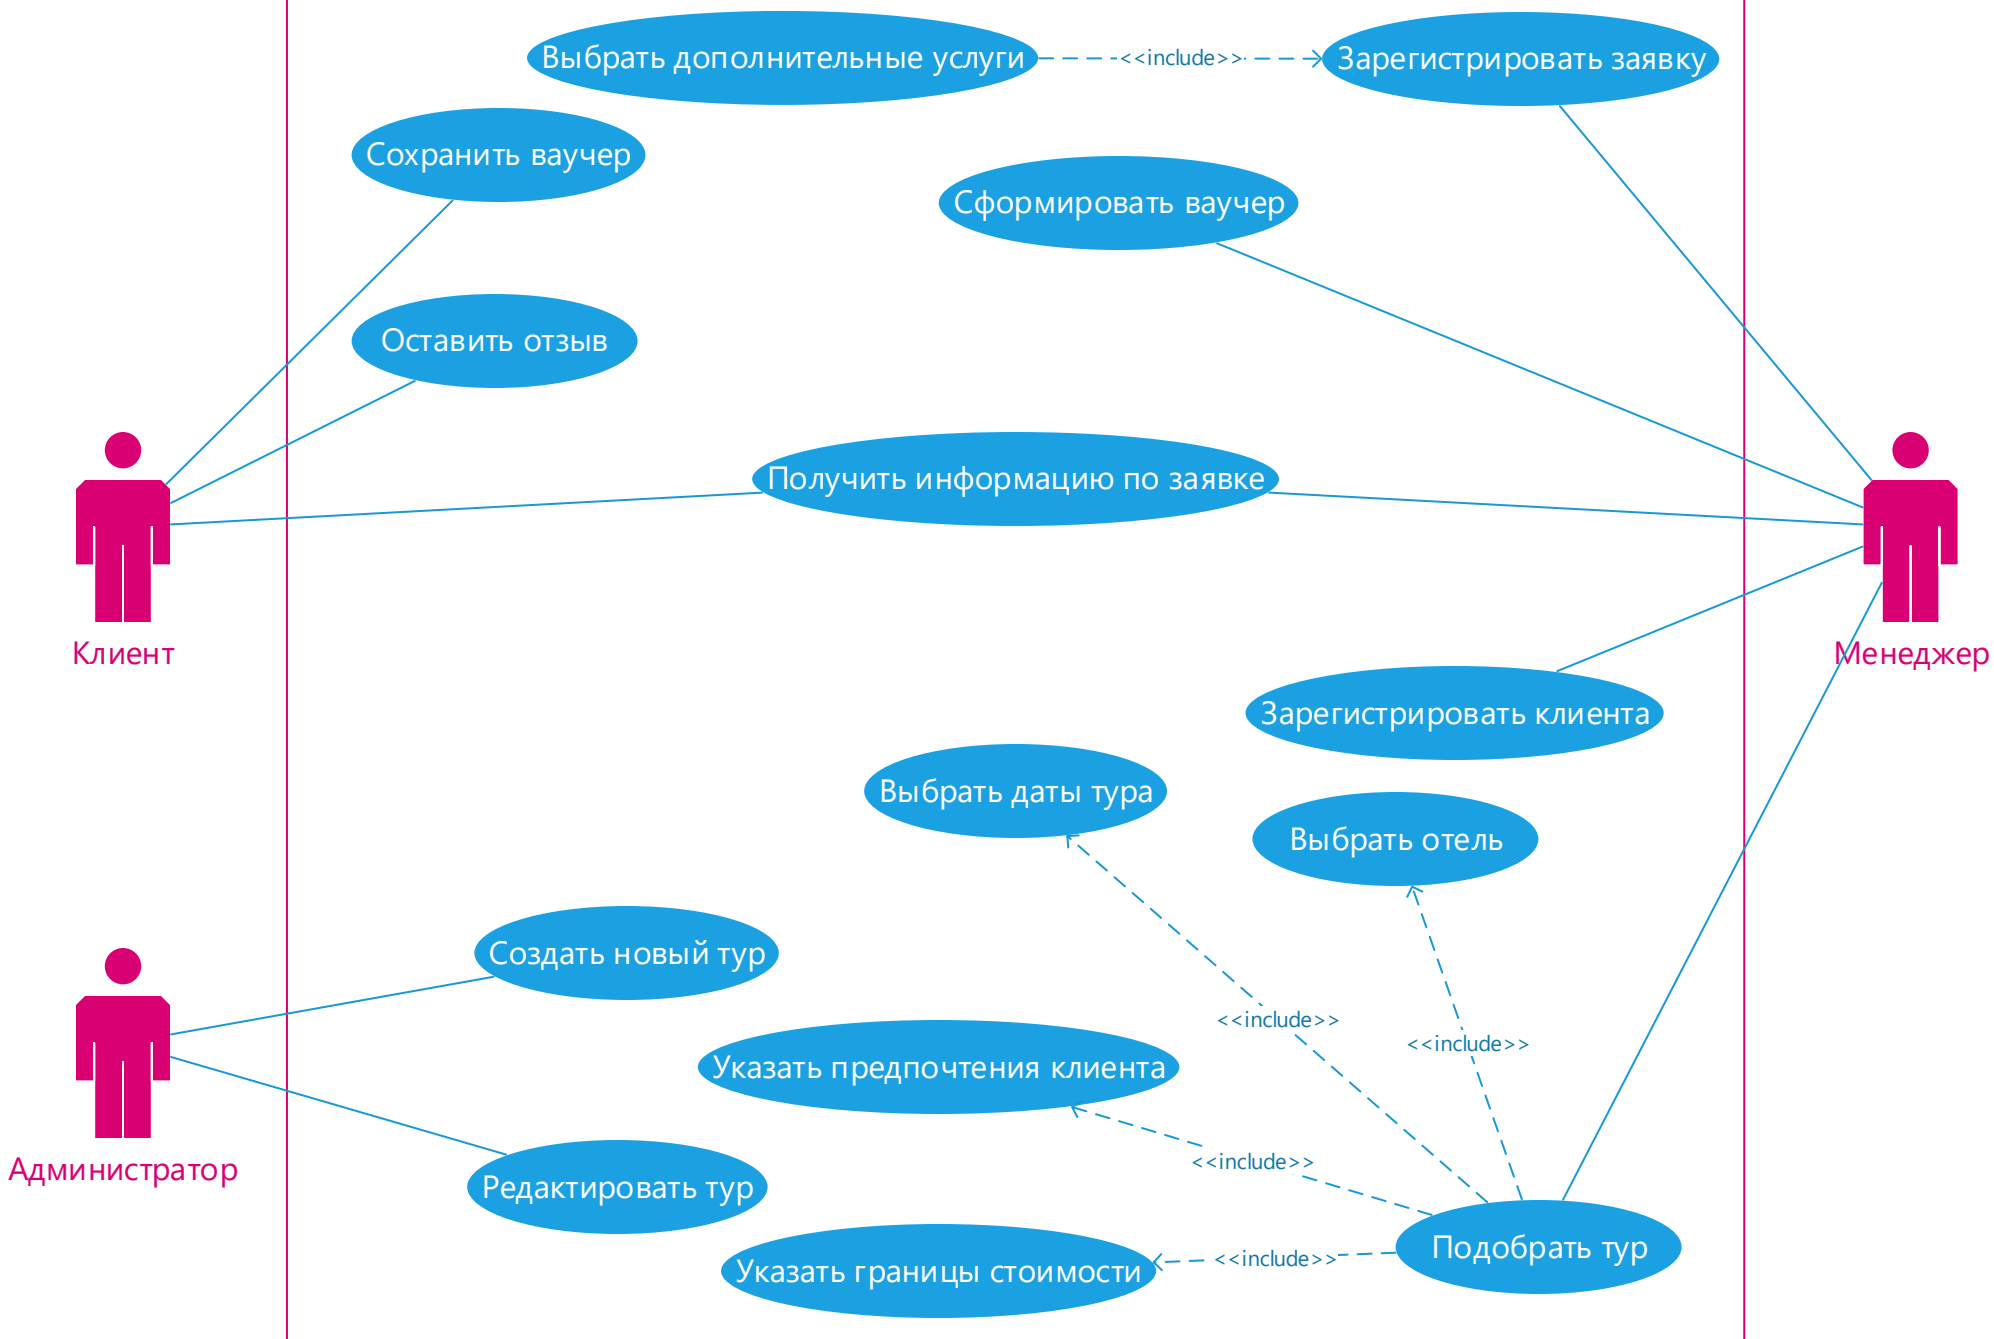 Выбрать дополнительные услуги
<<include>>
Зарегистрировать заявку
Сохранить ваучер
Сформировать ваучер
Оставить отзыв
Получить информацию по заявке
Клиент
Менеджер
Зарегистрировать клиента
Выбрать даты тура
Выбрать отель
Создать новый тур
<<include>>
<<include>>
Указать предпочтения клиента
Администратор
<<include>>
Редактировать тур
Подобрать тур
<<include>>
Указать границы стоимости